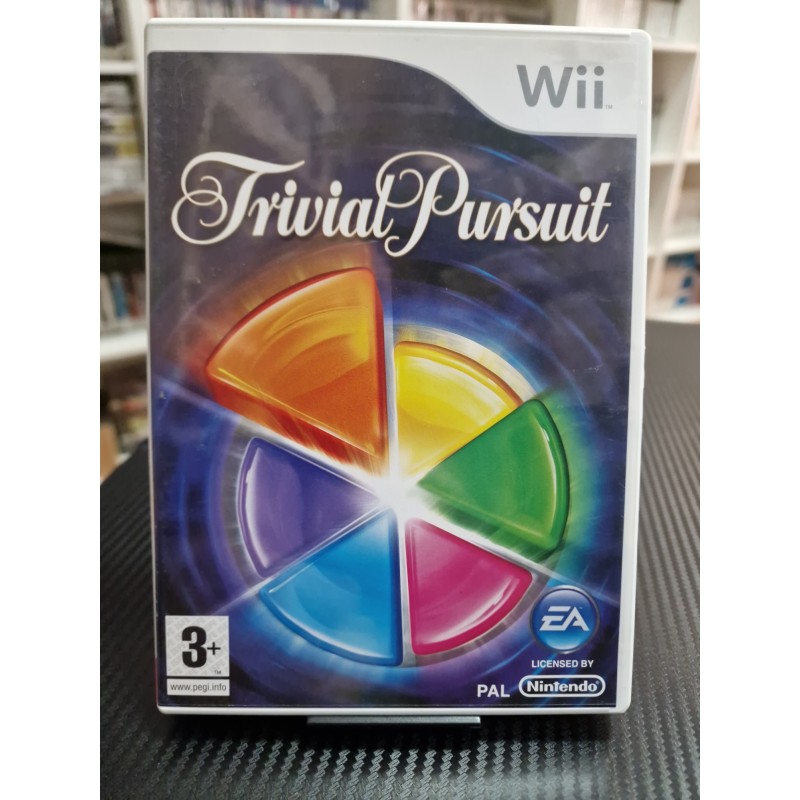 Wii
Trivial Pursuit
EA
3+
www.pegi.info
LICENSED BY
PAL Nintendo